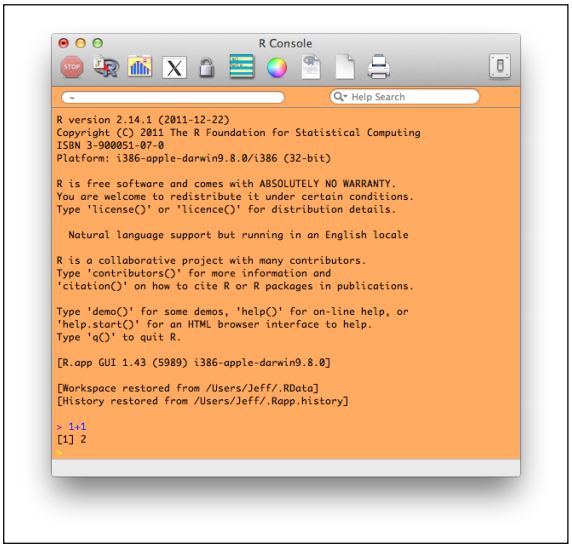 R Console
STOP
X
~
Help Search
R version 2.14.1 (2011-12-22)
Copyright (C) 2011 The R Foundation for Statistical Computing
ISBN 3-900051-07-0
Platform: i386-apple-darwin9.8.0/i386 (32-bit)
R is free software and comes with ABSOLUTELY NO WARRANTY.
You are welcome to redistribute it under certain conditions.
Type 'license()' or 'licence()' for distribution details.
Natural language support but running in an English locale
R is a collaborative project with many contributors.
Type 'contributors()' for more information and
'citation()' on how to cite R or R packages in publications.
Type 'demo()' for some demos, 'help()' for on-line help, or
'help.start()' for an HTML browser interface to help.
Type 'q()' to quit R.
[R.app GUI 1.43 (5989) i386-apple-darwin9.8.0]
[Workspace restored from /Users/Jeff/.RData]
[History restored from /Users/Jeff/.Rapp.history]
> 1+1
[1] 2
>